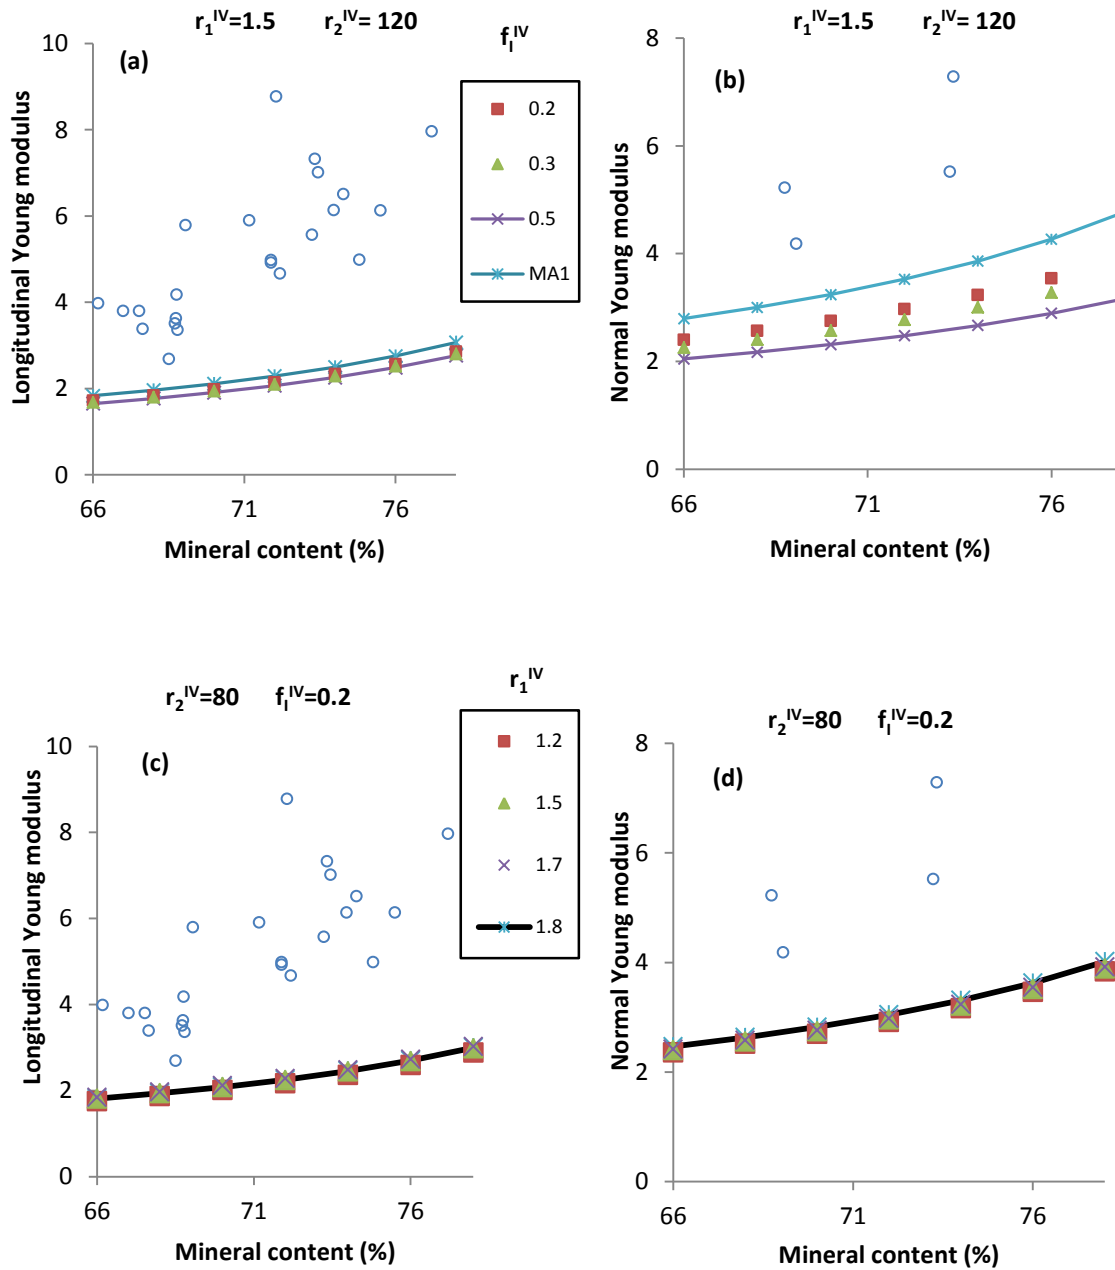 r₁ᴵⱽ=1.5 r₂ᴵⱽ= 120
fᵢᴵⱽ
(a)
Longitudinal Young modulus
10
8
6
4
2
0
66 71 76
Mineral content (%)
0.2
0.3
0.5
MA1
r₁ᴵⱽ=1.5 r₂ᴵⱽ= 120
(b)
Normal Young modulus
8
6
4
2
0
66 71 76
Mineral content (%)
r₂ᴵⱽ=80 fₗᴵⱽ=0.2
r₁ᴵⱽ
(c)
Longitudinal Young modulus
10
8
6
4
2
0
66 71 76
Mineral content (%)
1.2
1.5
1.7
1.8
r₂ᴵⱽ=80 fₗᴵⱽ=0.2
(d)
Normal Young modulus
8
6
4
2
0
66 71 76
Mineral content (%)